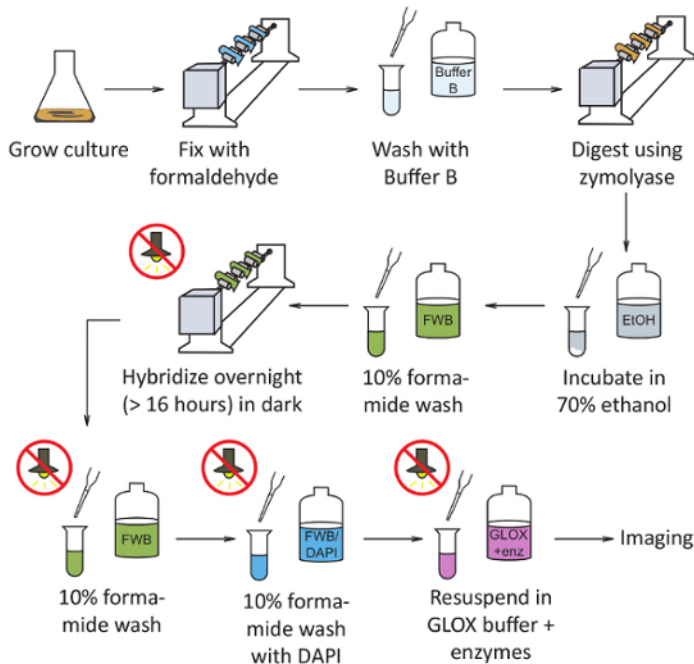 Buffer
B
Grow culture
Fix with
formaldehyde
Wash with
Buffer B
Digest using
zymolyase
FWB
EtOH
Hybridize overnight
(> 16 hours) in dark
10% forma-
mide wash
Incubate in
70% ethanol
FWB
FWB/
DAPI
GLOX
+enz
Imaging
10% forma-
mide wash
10% forma-
mide wash
with DAPI
Resuspend in
GLOX buffer +
enzymes